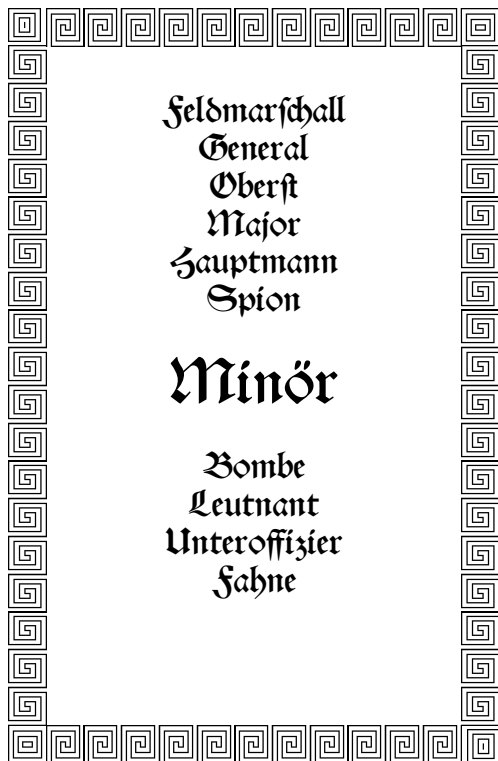 Feldmarſchall
General
Oberſt
Major
Hauptmann
Spion
Minör
Bombe
Leutnant
Unteroffizier
Fahne